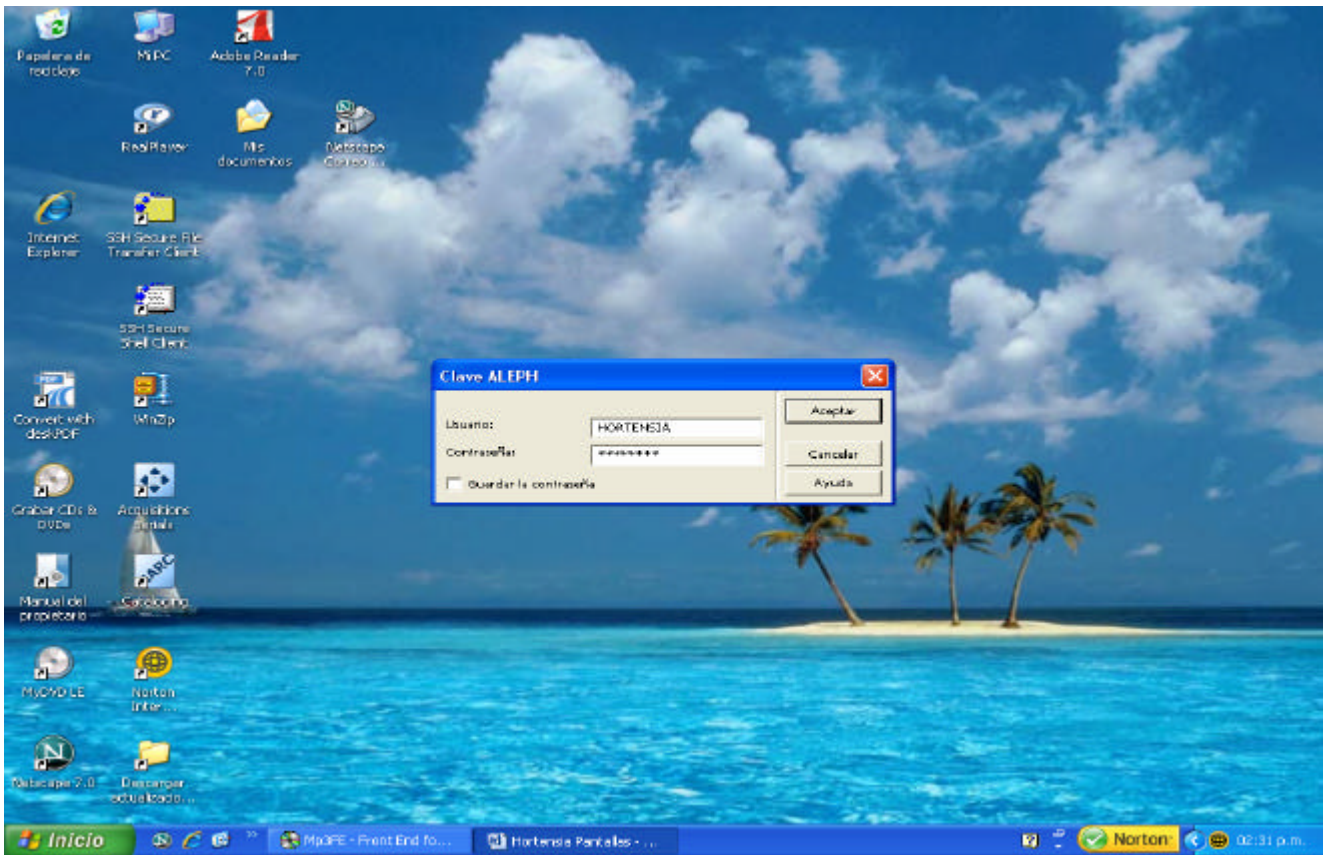 Papelera de
reciclaje
Mi PC
Adobe Reader
7.0
RealPlayer
Mis
documentos
Netscape
Correo ...
Internet
Explorer
SSH Secure File
Transfer Client
SSH Secure
Shell Client
Clave ALEPH
Usuario:
HORTENSIA
Contraseña:
*******
Guardar la contraseña
Aceptar
Cancelar
Ayuda
Convert with
deskPDF
WinZip
Grabar CDs &
DVDs
Acquisitions
Serials
Manual del
propietario
MARC
Cataloging
MyDVD LE
Norton
Inter...
Netscape 7.0
Descargar
actualizacio...
Inicio
»
Mp3FE - Front End fo...
Hortensia Pantallas - ...
Norton
02:31 p.m.